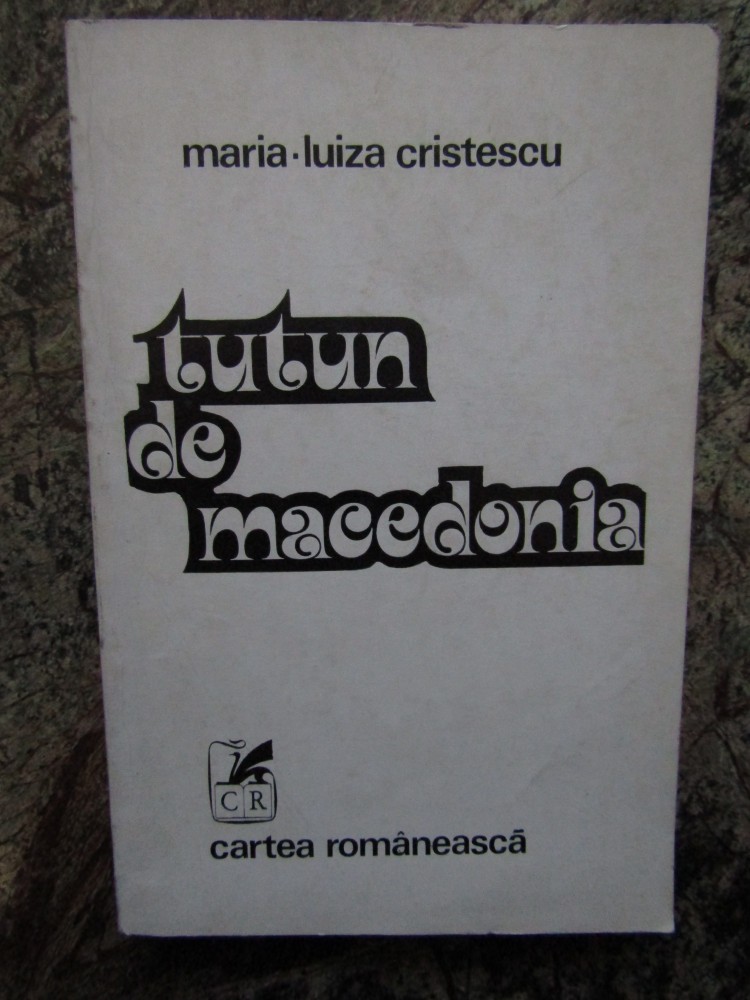 maria-luiza cristescu
tutun
de
macedonia
CR
cartea românească